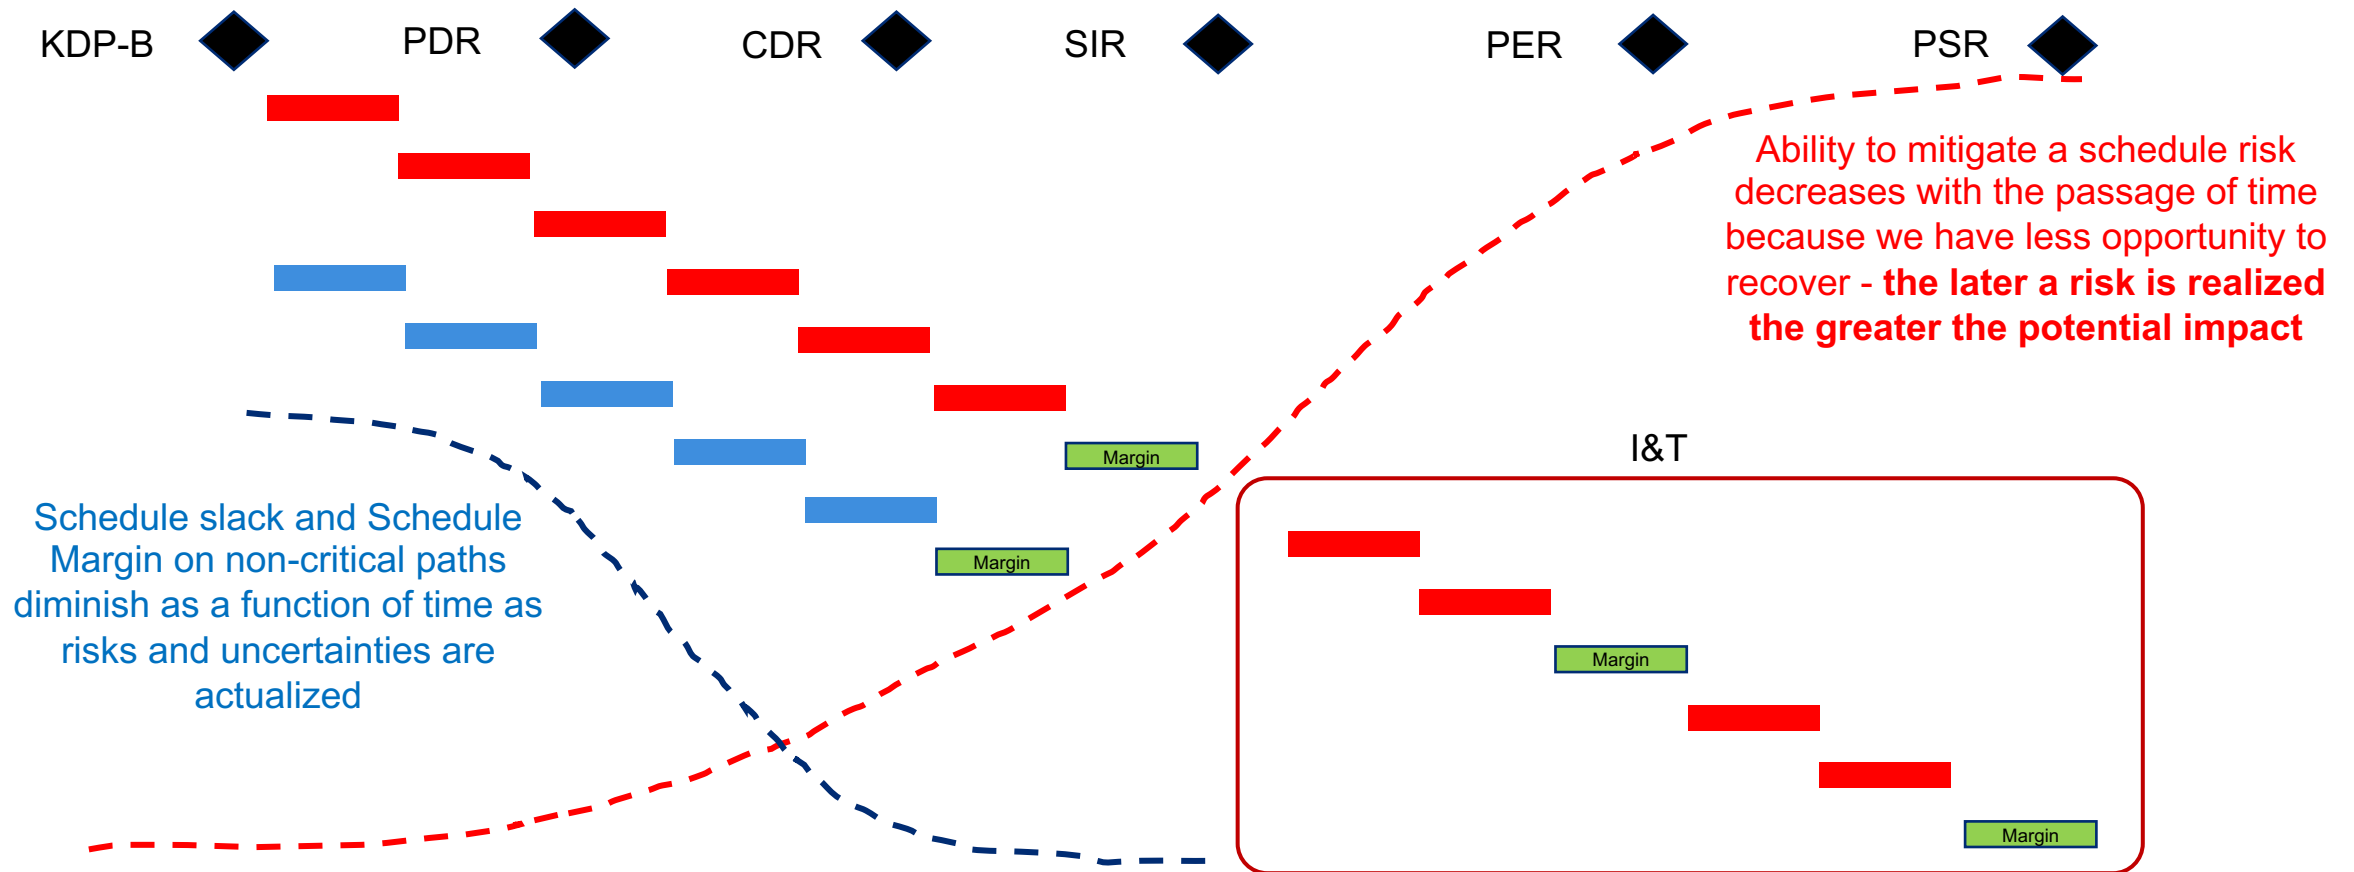 KDP-B
PDR
CDR
SIR
PER
PSR
Ability to mitigate a schedule risk
decreases with the passage of time
because we have less opportunity to
recover - the later a risk is realized
the greater the potential impact
Margin
I&T
Schedule slack and Schedule
Margin on non-critical paths
diminish as a function of time as
risks and uncertainties are
actualized
Margin
Margin
Margin